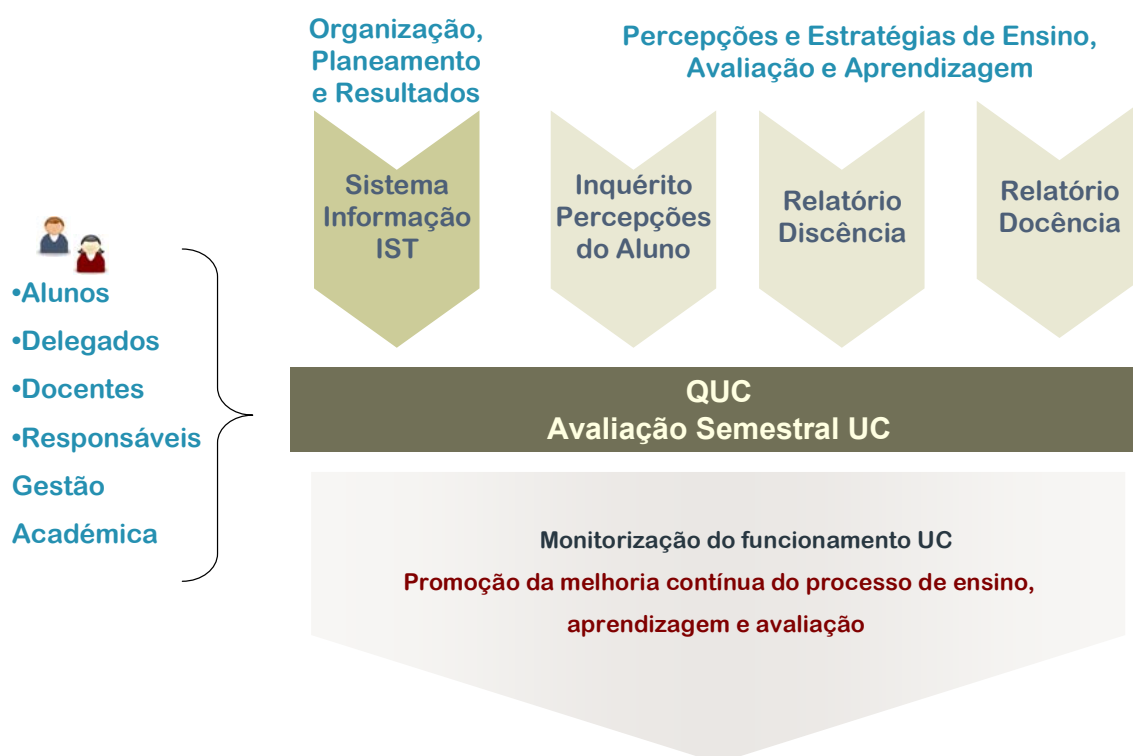 Organização,
Planeamento
e Resultados
Percepções e Estratégias de Ensino,
Avaliação e Aprendizagem
Sistema
Informação
IST
Inquérito
Percepções
do Aluno
Relatório
Discência
Relatório
Docência
•Alunos
•Delegados
•Docentes
•Responsáveis
Gestão
Académica
QUC
Avaliação Semestral UC
Monitorização do funcionamento UC
Promoção da melhoria contínua do processo de ensino,
aprendizagem e avaliação